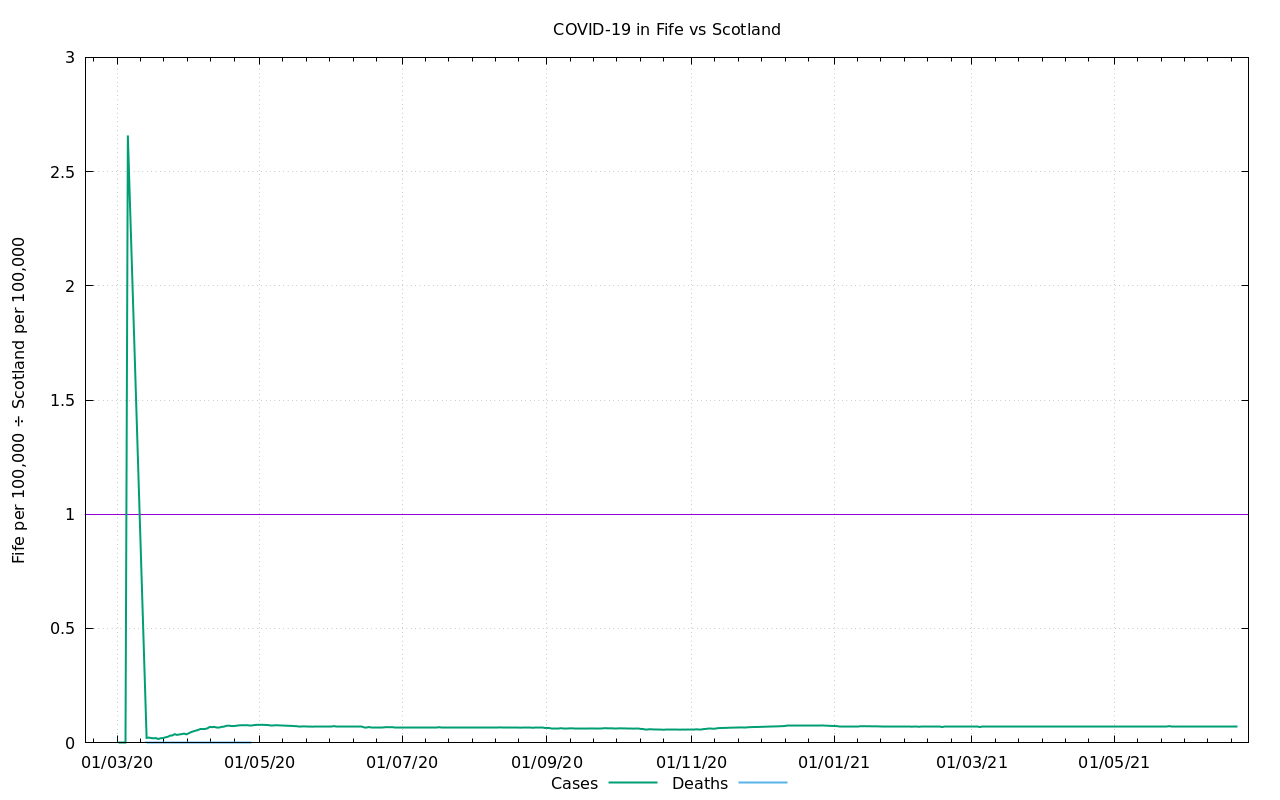 COVID-19 in Fife vs Scotland
Fife per 100,000 ÷ Scotland per 100,000
3
2.5
2
1.5
1
0.5
0
01/03/20 01/05/20 01/07/20 01/09/20 01/11/20 01/01/21 01/03/21 01/05/21
Cases Deaths